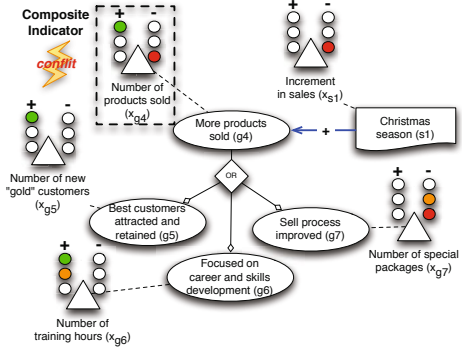 Composite
Indicator
conflit
+ -
Number of
products sold
(xg4)
+ -
Increment
in sales (xs1)
More products
sold (g4)
+
Christmas
season (s1)
+ -
Number of new
"gold" customers
(xg5)
OR
Best customers
attracted and
retained (g5)
Sell process
improved (g7)
+ -
Number of special
packages (xg7)
+ -
Focused on
career and skills
development (g6)
Number of
training hours (xg6)